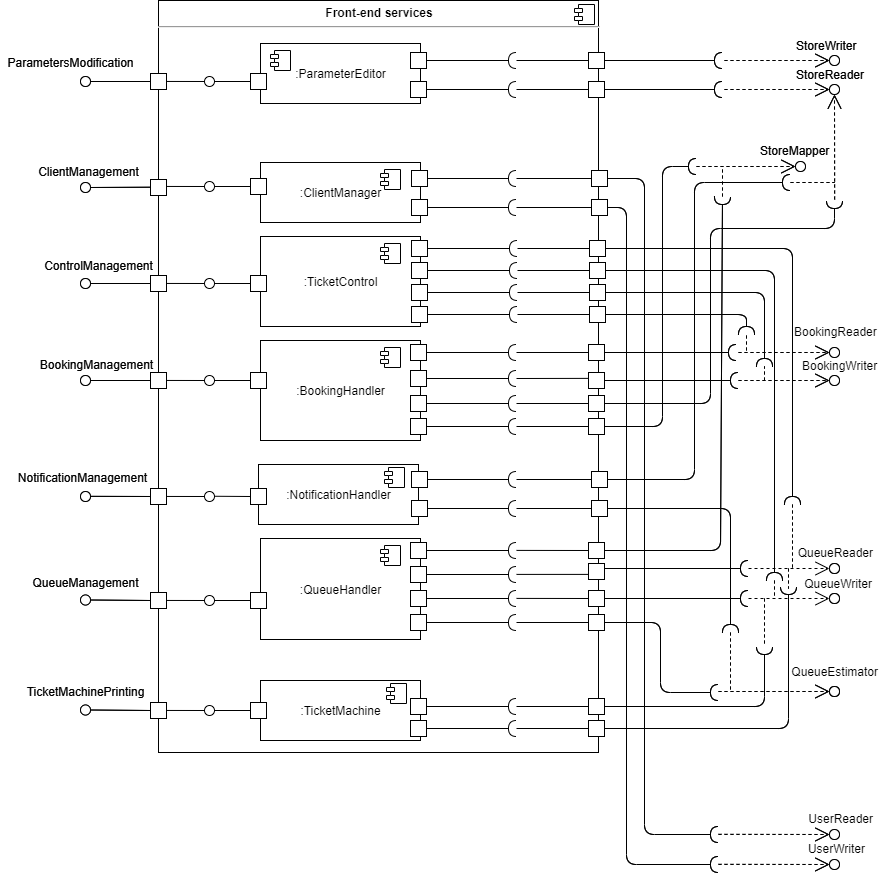 Front-end services
StoreWriter
ParametersModification
:ParameterEditor
StoreReader
StoreMapper
ClientManagement
:ClientManager
ControlManagement
:TicketControl
BookingReader
BookingManagement
BookingWriter
:BookingHandler
NotificationManagement
:NotificationHandler
QueueReader
QueueManagement
QueueWriter
:QueueHandler
QueueEstimator
TicketMachinePrinting
:TicketMachine
UserReader
UserWriter